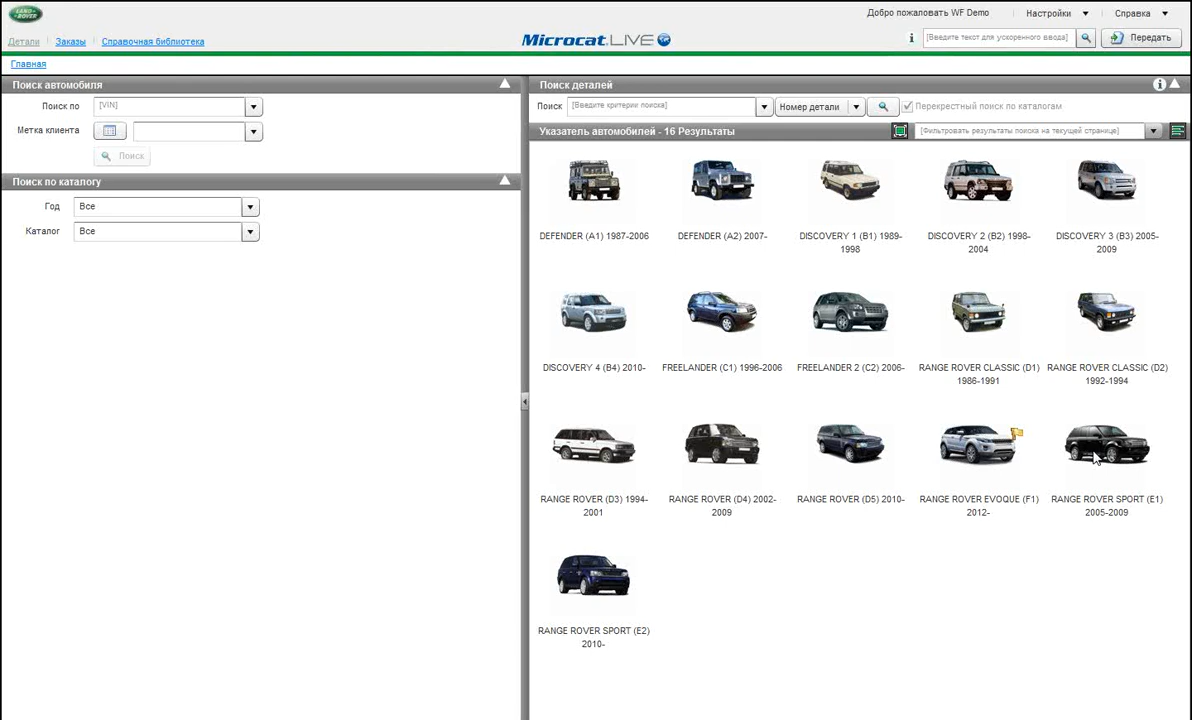 LAND-ROVER
Добро пожаловать WF Demo
Настройки
Справка
Детали
Заказы
Справочная библиотека
Microcat.LIVE
[Введите текст для ускоренного ввода]
Передать
Главная
Поиск автомобиля
Поиск по
[VIN]
Метка клиента
Поиск
Поиск по каталогу
Год
Все
Каталог
Все
Поиск деталей
Поиск
[Введите критерии поиска]
Номер детали
Перекрестный поиск по каталогам
Указатель автомобилей - 16 Результаты
[Фильтровать результаты поиска на текущей странице]
DEFENDER (A1) 1987-2006
DEFENDER (A2) 2007-
DISCOVERY 1 (B1) 1989-
1998
DISCOVERY 2 (B2) 1998-
2004
DISCOVERY 3 (B3) 2005-
2009
DISCOVERY 4 (B4) 2010-
FREELANDER (C1) 1996-2006
FREELANDER 2 (C2) 2006-
RANGE ROVER CLASSIC (D1)
1986-1991
RANGE ROVER CLASSIC (D2)
1992-1994
RANGE ROVER (D3) 1994-
2001
RANGE ROVER (D4) 2002-
2009
RANGE ROVER (D5) 2010-
RANGE ROVER EVOQUE (F1)
2012-
RANGE ROVER SPORT (E1)
2005-2009
RANGE ROVER SPORT (E2)
2010-